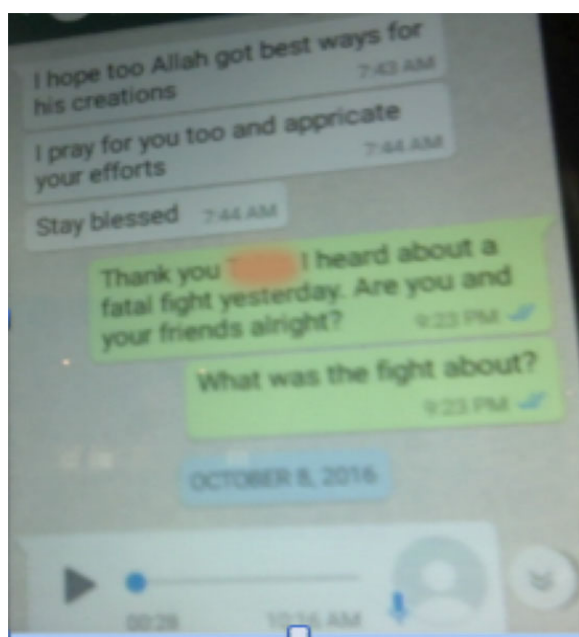 I hope too Allah got best ways for
his creations
7:43 AM
I pray for you too and appricate
your efforts
7:44 AM
Stay blessed 7:44 AM
Thank you I heard about a
fatal fight yesterday. Are you and
your friends alright?
9:23 PM
What was the fight about?
9:23 PM
OCTOBER 8, 2016
00:28 10:16 AM